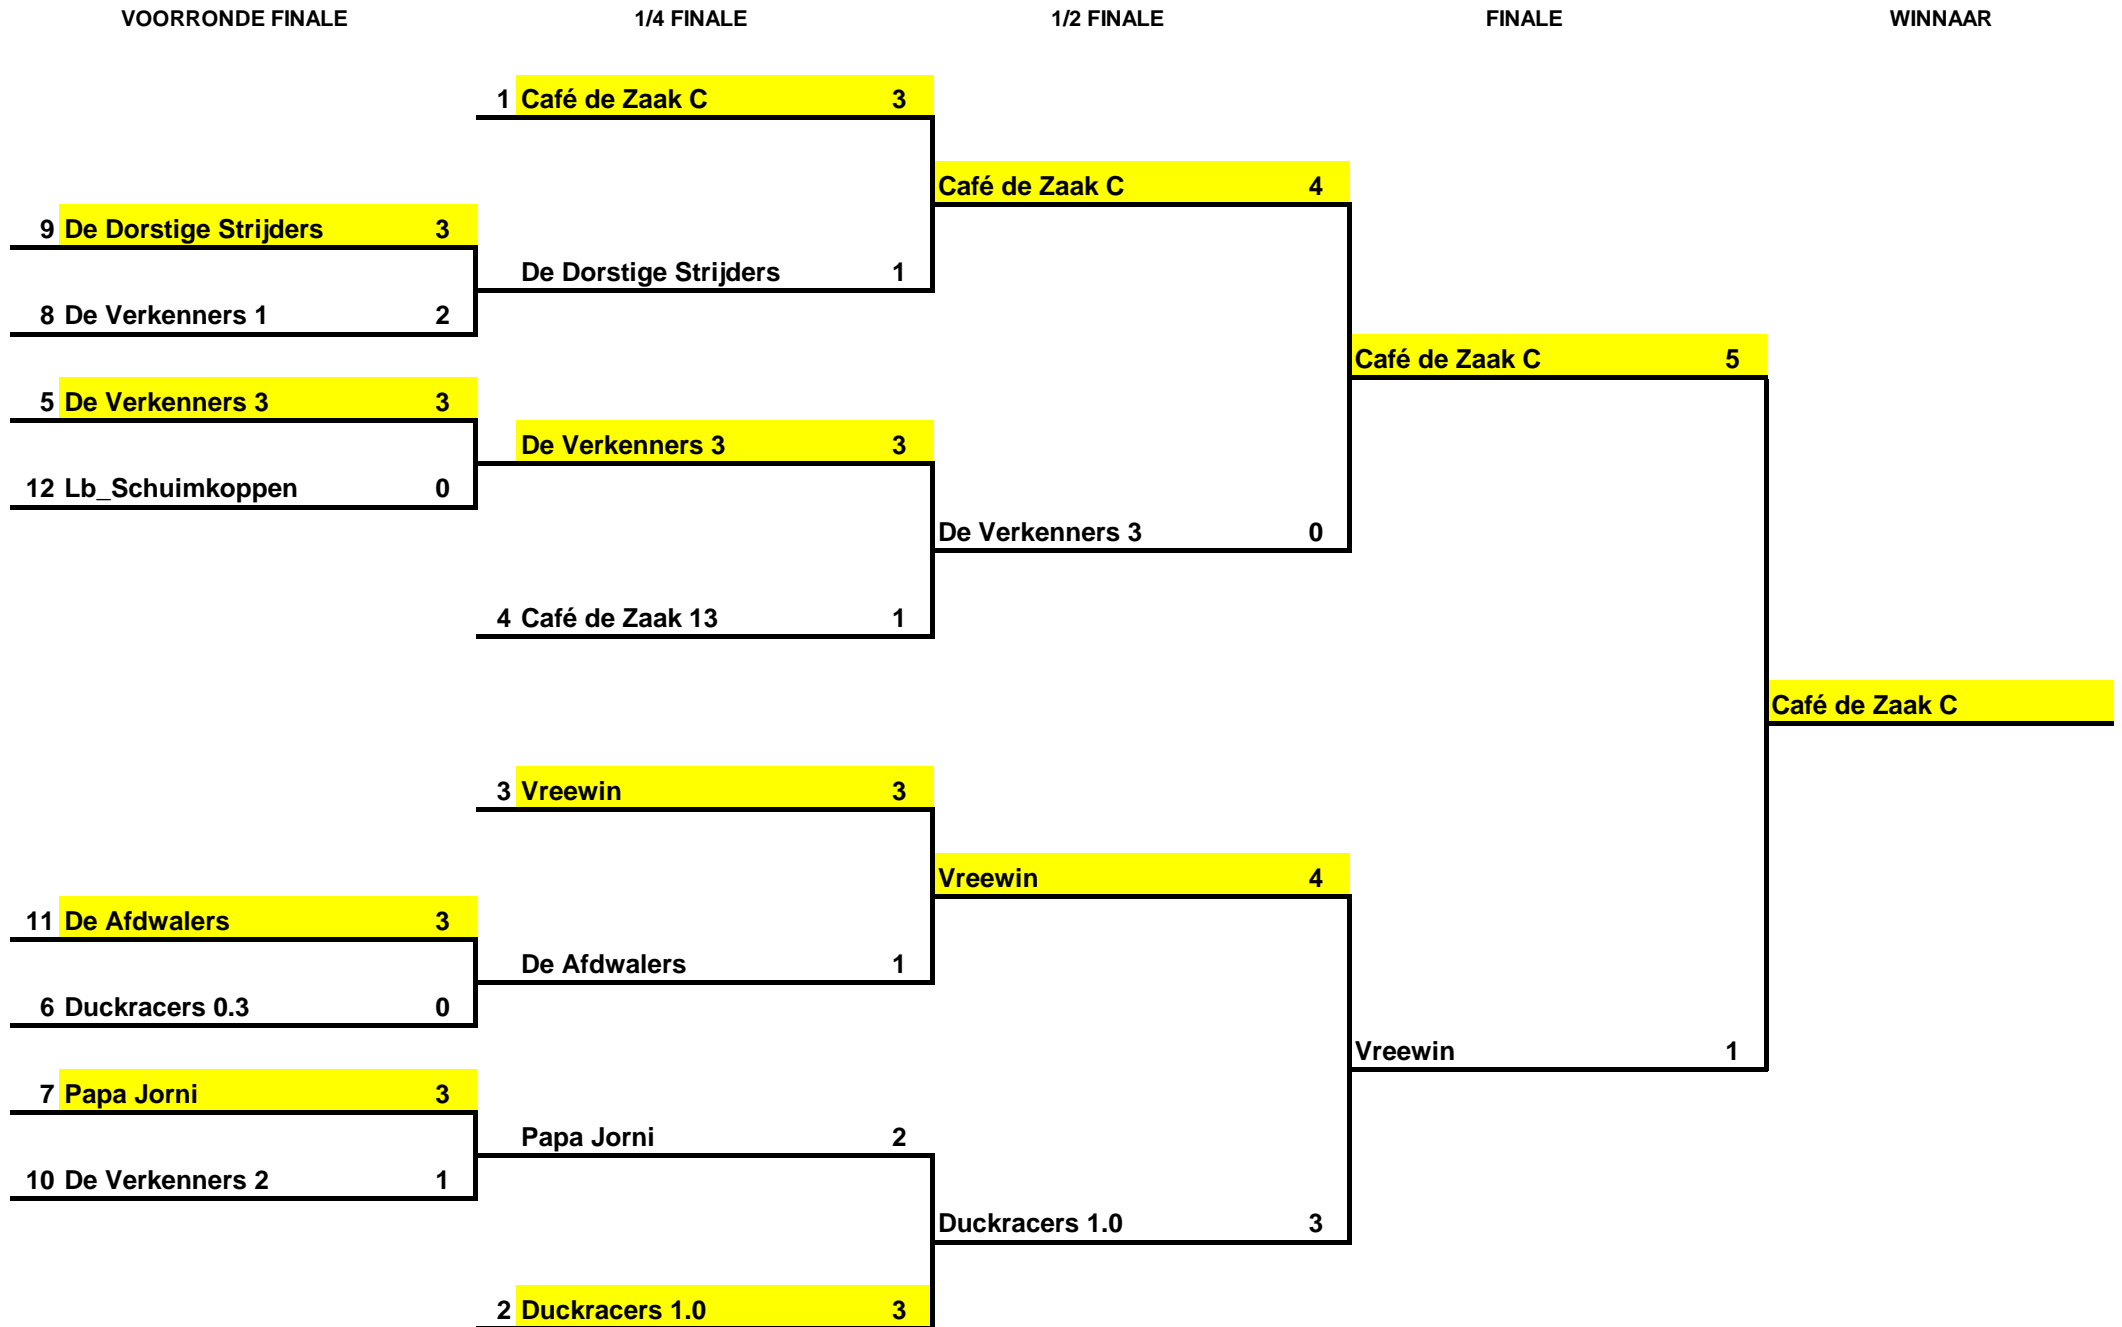 VOORRONDE FINALE 1/4 FINALE 1/2 FINALE FINALE WINNAAR
1 Café de Zaak C 3
Café de Zaak C 4
9 De Dorstige Strijders 3
De Dorstige Strijders 1
8 De Verkenners 1 2
Café de Zaak C 5
5 De Verkenners 3 3
De Verkenners 3 3
12 Lb_Schuimkoppen 0
De Verkenners 3 0
4 Café de Zaak 13 1
Café de Zaak C
3 Vreewin 3
Vreewin 4
11 De Afdwalers 3
De Afdwalers 1
6 Duckracers 0.3 0
Vreewin 1
7 Papa Jorni 3
Papa Jorni 2
10 De Verkenners 2 1
Duckracers 1.0 3
2 Duckracers 1.0 3